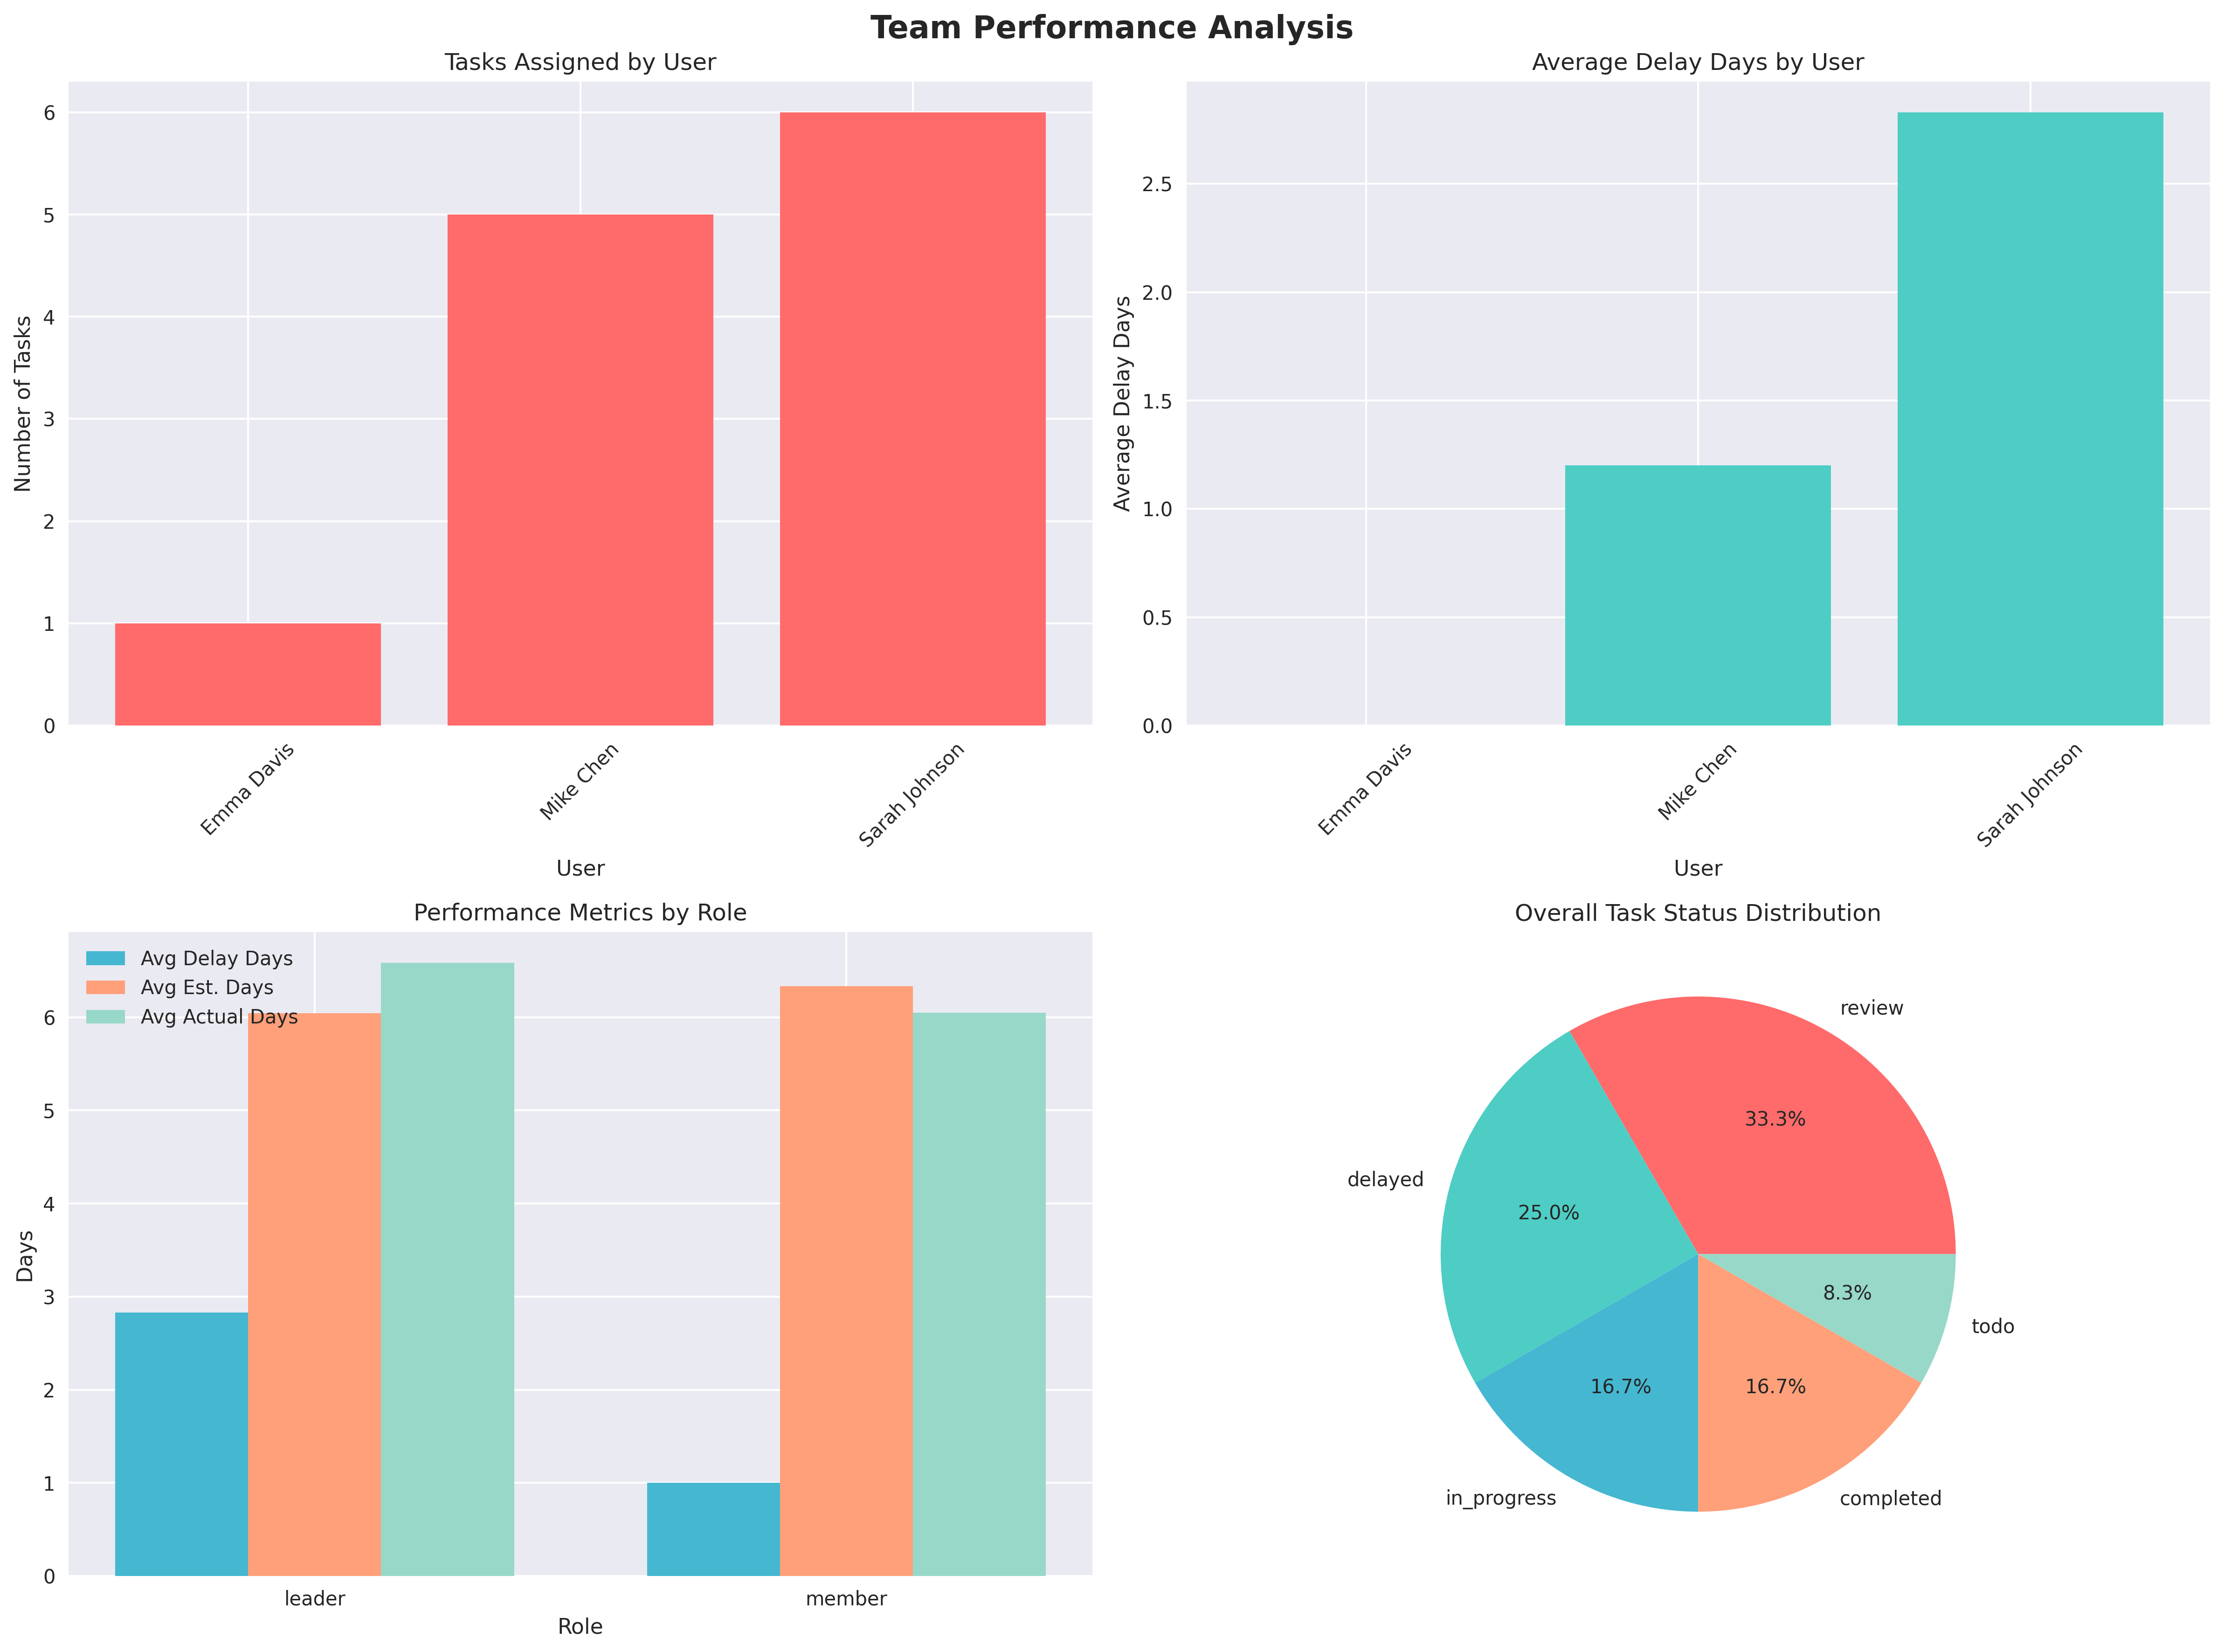 Team Performance Analysis
Tasks Assigned by User
Number of Tasks
6
5
4
3
2
1
0
Emma Davis
Mike Chen
Sarah Johnson
User
Average Delay Days by User
Average Delay Days
2.5
2.0
1.5
1.0
0.5
0.0
Emma Davis
Mike Chen
Sarah Johnson
User
Performance Metrics by Role
Avg Delay Days
Avg Est. Days
Avg Actual Days
Days
6
5
4
3
2
1
0
leader
member
Role
Overall Task Status Distribution
review
33.3%
delayed
25.0%
in_progress
16.7%
completed
16.7%
todo
8.3%